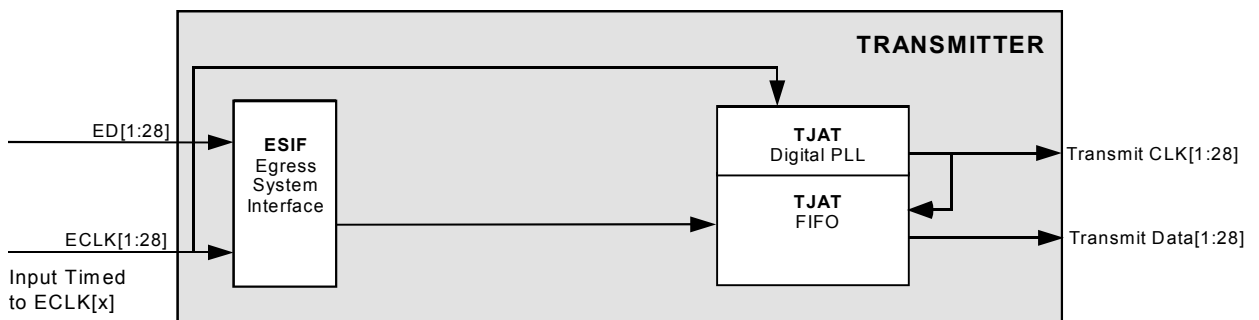 TRANSMITTER
ED[1:28]
ESIF
Egress
System
Interface
TJAT
Digital PLL
Transmit CLK[1:28]
TJAT
FIFO
ECLK[1:28]
Transmit Data[1:28]
Input Timed
to ECLK[x]